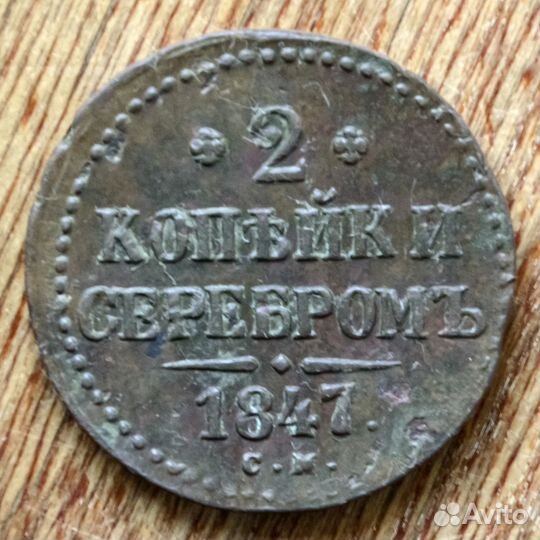 2
КОПѢЙКИ
СЕРЕБРОМЪ
1847.
С.М.
Avito